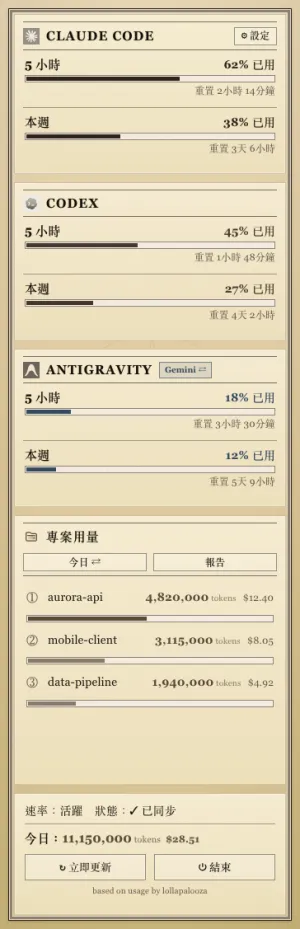 CLAUDE CODE ⚙ 設定
5 小時 62% 已用
重置 2小時 14分鐘
本週 38% 已用
重置 3天 6小時
CODEX
5 小時 45% 已用
重置 1小時 48分鐘
本週 27% 已用
重置 4天 2小時
ANTIGRAVITY Gemini ⇄
5 小時 18% 已用
重置 3小時 30分鐘
本週 12% 已用
重置 5天 9小時
專案用量
今日 ⇄ 報告
① aurora-api 4,820,000 tokens $12.40
② mobile-client 3,115,000 tokens $8.05
③ data-pipeline 1,940,000 tokens $4.92
速率：活躍 狀態：✓ 已同步
今日：11,150,000 tokens $28.51
↻ 立即更新 ⏻ 結束
based on usage by lollapalooza